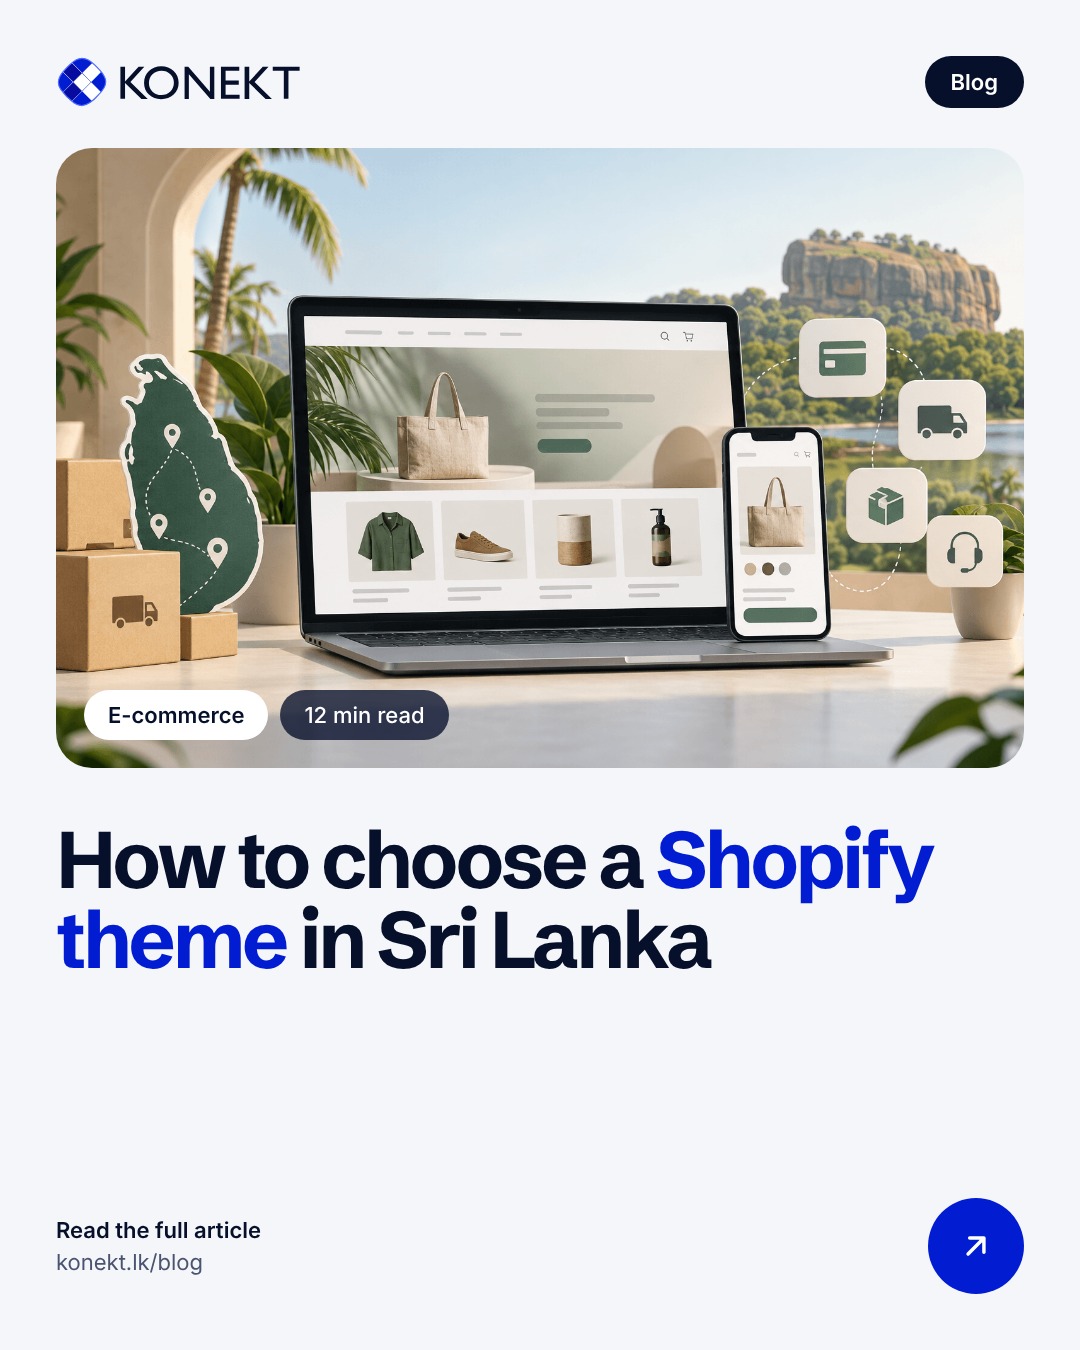 KONEKT
Blog
E-commerce
12 min read
How to choose a Shopify
theme in Sri Lanka
Read the full article
konekt.lk/blog